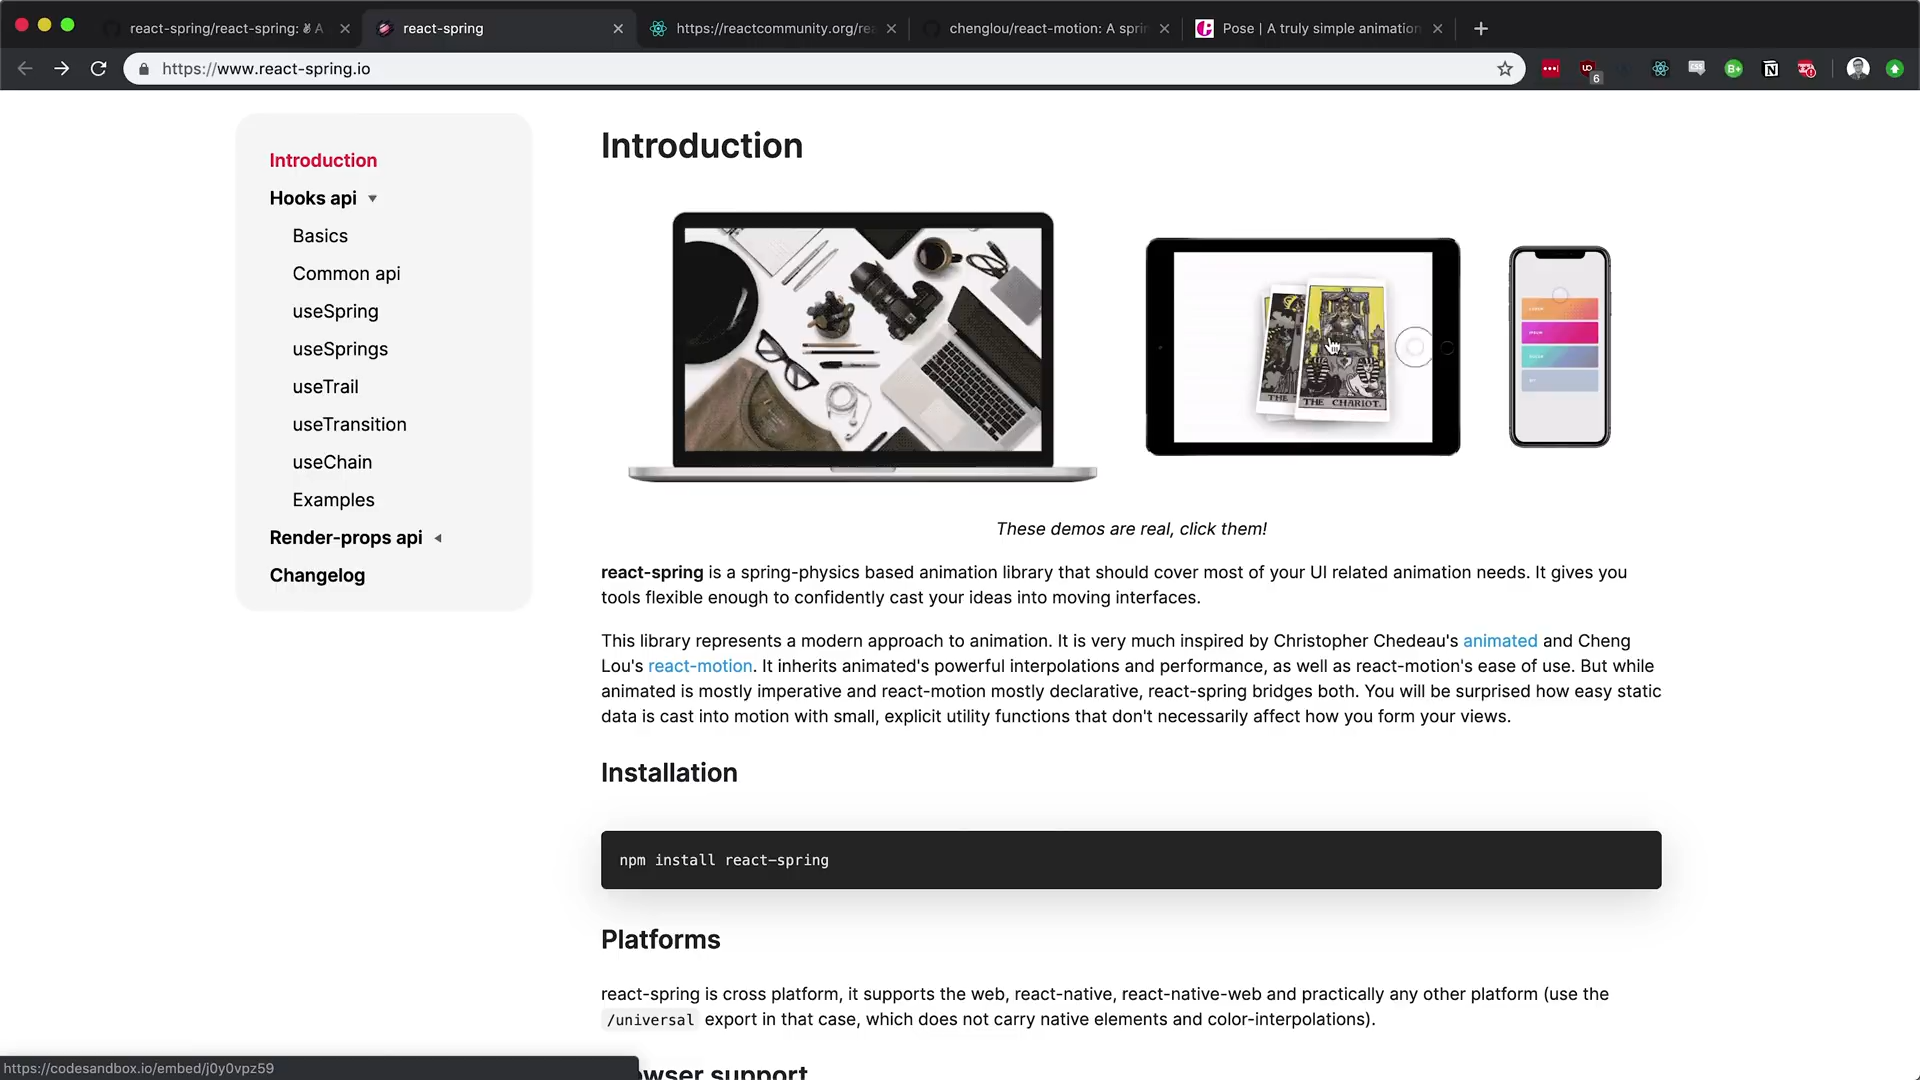 react-spring/react-spring: ✌️ A
react-spring
https://reactcommunity.org/rea
chenglou/react-motion: A sprin
Pose | A truly simple animation
https://www.react-spring.io
6
Introduction
Hooks api
Basics
Common api
useSpring
useSprings
useTrail
useTransition
useChain
Examples
Render-props api
Changelog
Introduction
THE CHARIOT.
These demos are real, click them!
react-spring is a spring-physics based animation library that should cover most of your UI related animation needs. It gives you
tools flexible enough to confidently cast your ideas into moving interfaces.
This library represents a modern approach to animation. It is very much inspired by Christopher Chedeau's animated and Cheng
Lou's react-motion. It inherits animated's powerful interpolations and performance, as well as react-motion's ease of use. But while
animated is mostly imperative and react-motion mostly declarative, react-spring bridges both. You will be surprised how easy static
data is cast into motion with small, explicit utility functions that don't necessarily affect how you form your views.
Installation
npm install react-spring
Platforms
react-spring is cross platform, it supports the web, react-native, react-native-web and practically any other platform (use the
/universal export in that case, which does not carry native elements and color-interpolations).
owser support
https://codesandbox.io/embed/j0y0vpz59